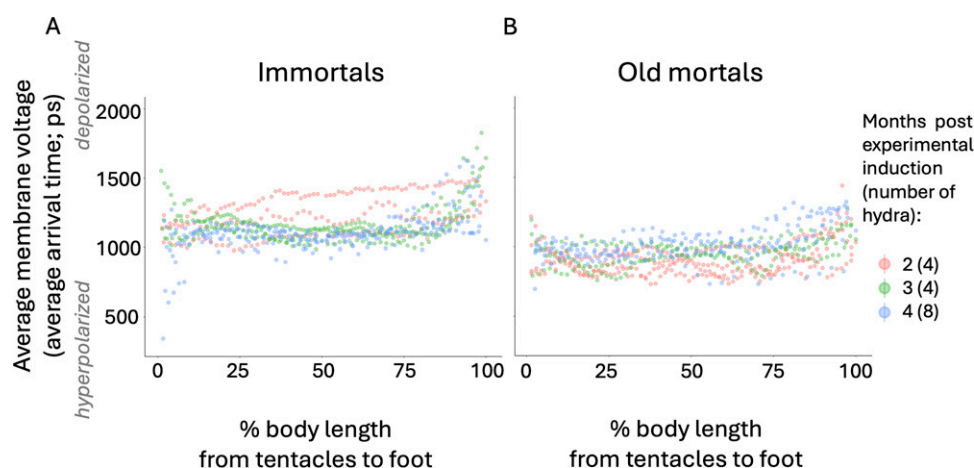 A
B
Immortals
Old mortals
Average membrane voltage
(average arrival time; ps)
depolarized
hyperpolarized
2000
1500
1000
500
0
25
50
75
100
0
25
50
75
100
% body length
from tentacles to foot
% body length
from tentacles to foot
Months post
experimental
induction
(number of
hydra):
2 (4)
3 (4)
4 (8)